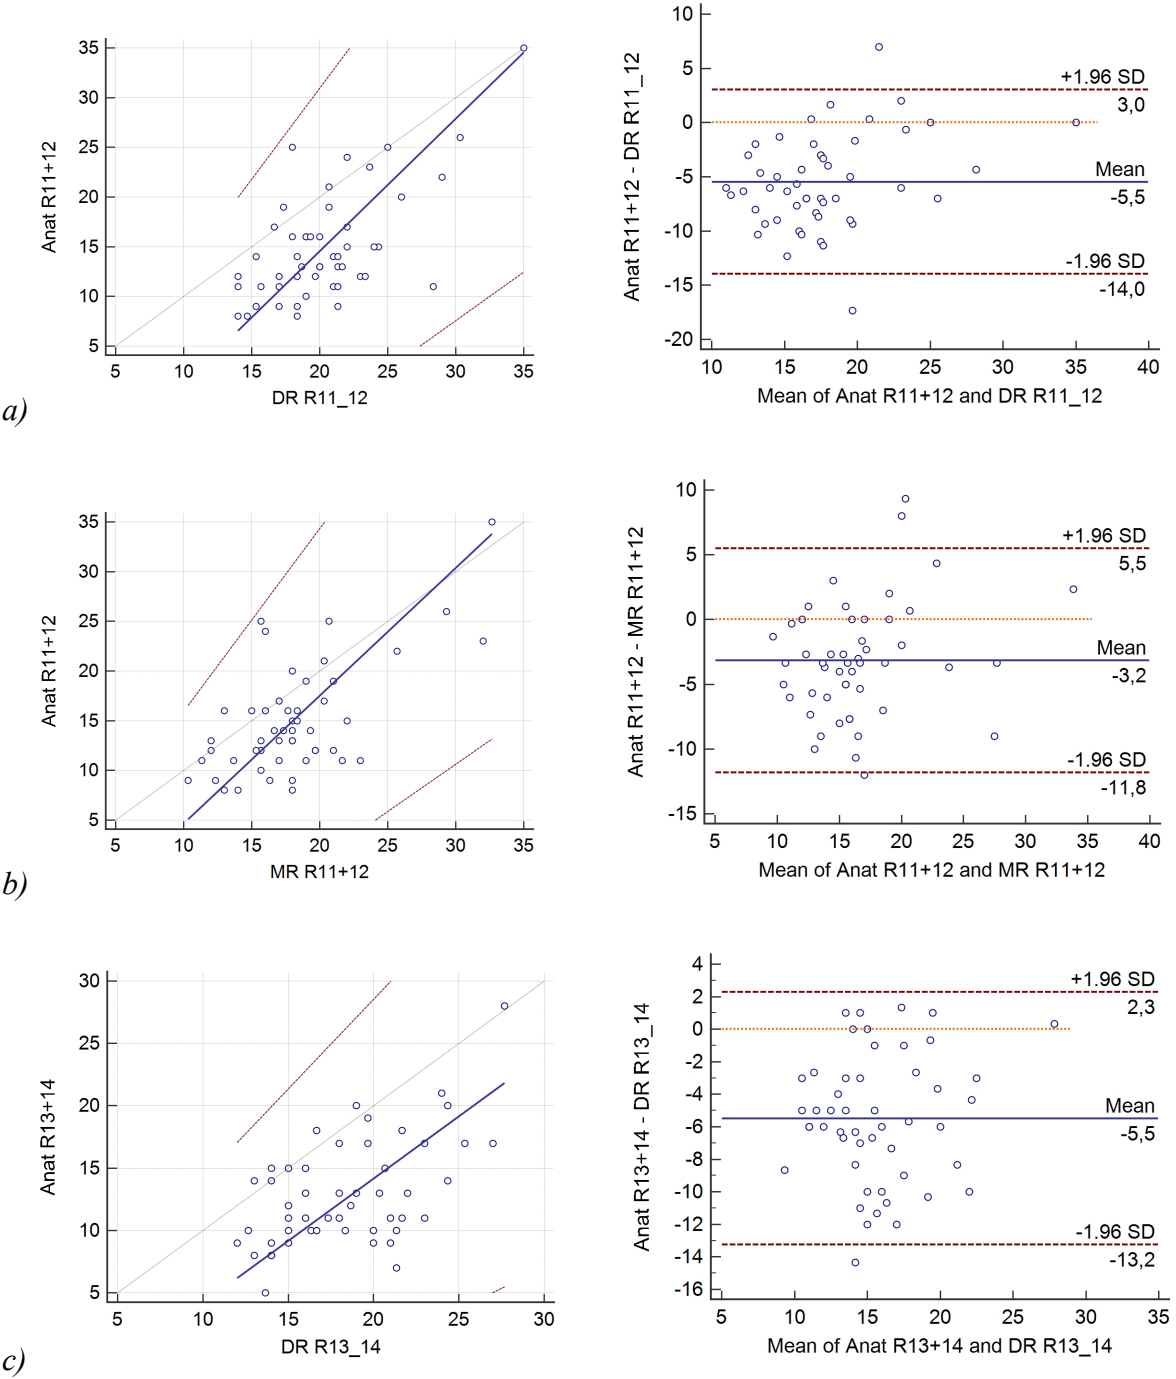 35
30
25
20
15
10
5
Anat R11+12
5 10 15 20 25 30 35
DR R11_12
10
5
0
-5
-10
-15
-20
Anat R11+12 - DR R11_12
+1.96 SD
3,0
Mean
-5,5
-1.96 SD
-14,0
10 15 20 25 30 35 40
Mean of Anat R11+12 and DR R11_12
a)
35
30
25
20
15
10
5
Anat R11+12
5 10 15 20 25 30 35
MR R11+12
10
5
0
-5
-10
-15
Anat R11+12 - MR R11+12
+1.96 SD
5,5
Mean
-3,2
-1.96 SD
-11,8
5 10 15 20 25 30 35 40
Mean of Anat R11+12 and MR R11+12
b)
30
25
20
15
10
5
Anat R13+14
5 10 15 20 25 30
DR R13_14
4
2
0
-2
-4
-6
-8
-10
-12
-14
-16
Anat R13+14 - DR R13_14
+1.96 SD
2,3
Mean
-5,5
-1.96 SD
-13,2
5 10 15 20 25 30 35
Mean of Anat R13+14 and DR R13_14
c)